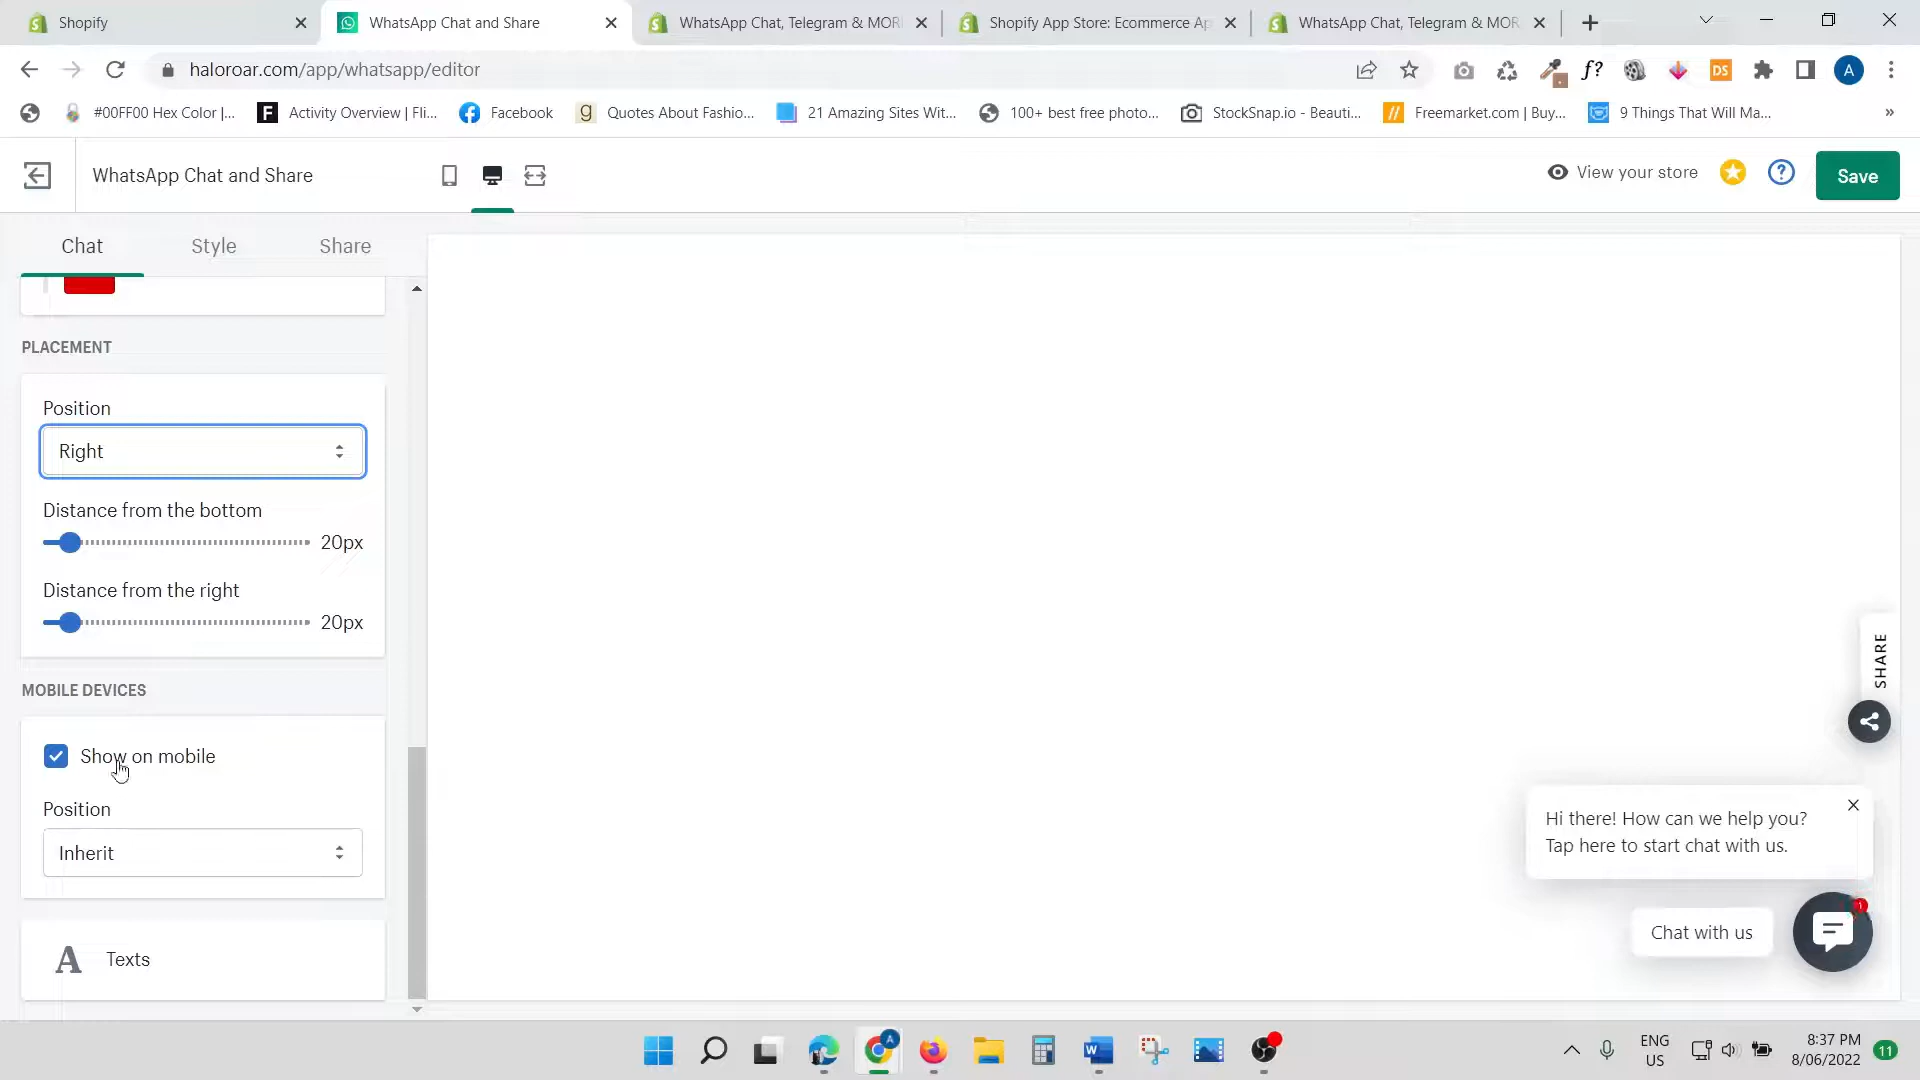 Shopify
WhatsApp Chat and Share
WhatsApp Chat, Telegram & MOR
Shopify App Store: Ecommerce Ap
WhatsApp Chat, Telegram & MOR
haloroar.com/app/whatsapp/editor
f?
DS
A
#00FF00 Hex Color |...
F
Activity Overview | Fli...
Facebook
g
Quotes About Fashio...
21 Amazing Sites Wit...
100+ best free photo...
StockSnap.io - Beauti...
Freemarket.com | Buy...
9 Things That Will Ma...
»
WhatsApp Chat and Share
View your store
?
Save
Chat
Style
Share
PLACEMENT
Position
Right
Distance from the bottom
20px
Distance from the right
20px
SHARE
MOBILE DEVICES
Show on mobile
Position
Inherit
Hi there! How can we help you?
Tap here to start chat with us.
1
Chat with us
A Texts
A
W
ENG
US
8:37 PM
8/06/2022
11